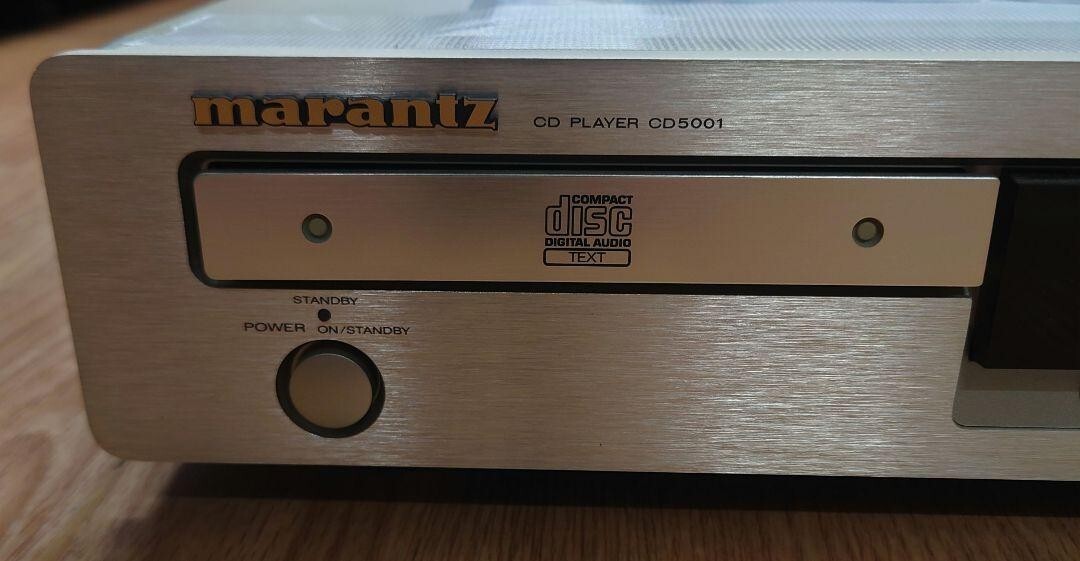 marantz
CD PLAYER CD5001
COMPACT
disc
DIGITAL AUDIO
TEXT
STANDBY
POWER ON/STANDBY